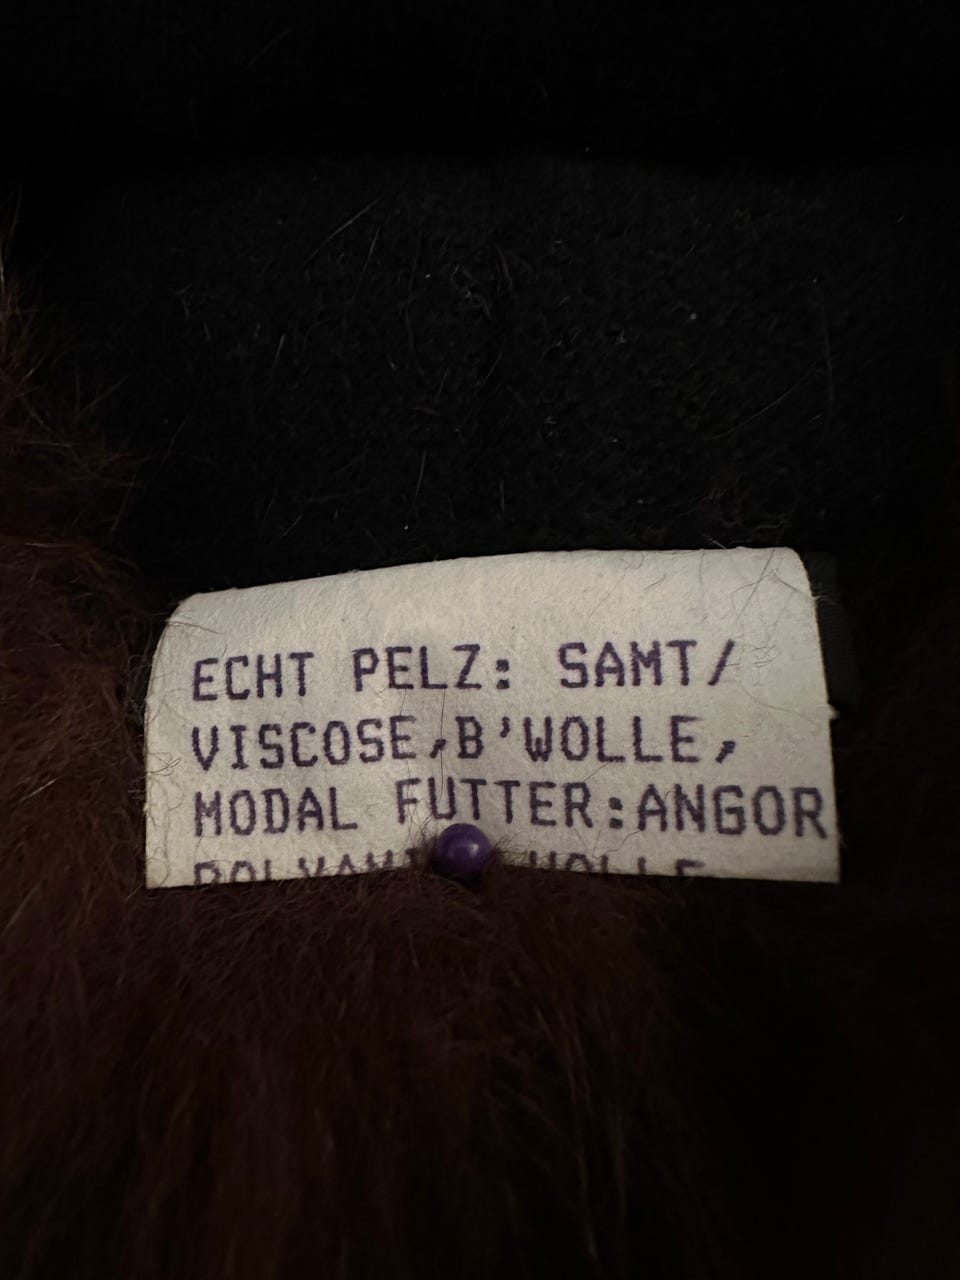 ECHT PELZ: SAMT/
VISCOSE,B'WOLLE,
MODAL FUTTER:ANGOR